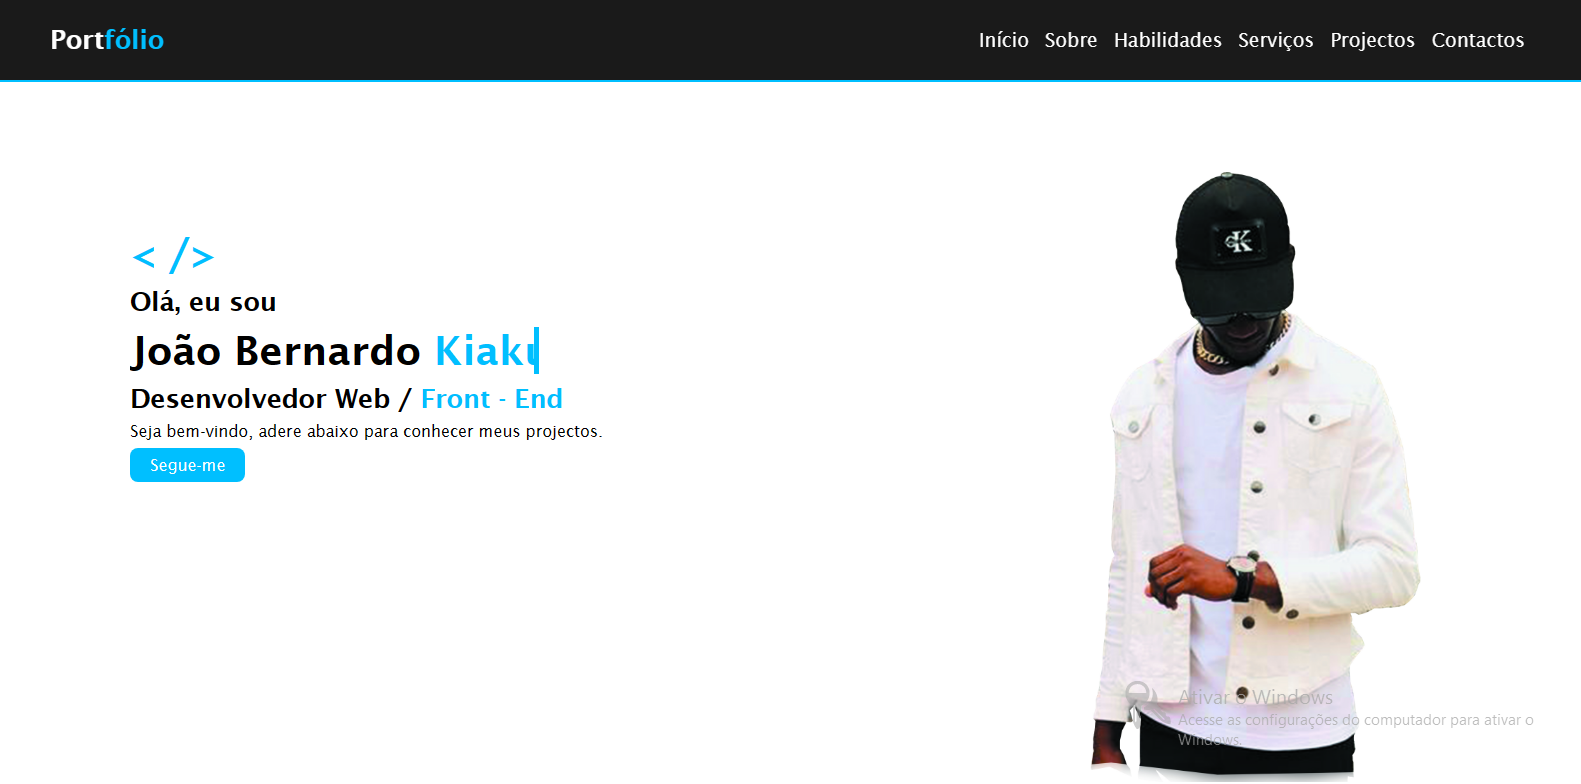 Portfólio
Início Sobre Habilidades Serviços Projectos Contactos
< />
Olá, eu sou
João Bernardo
Desenvolvedor Web / Front - End
Seja bem-vindo, adere abaixo para conhecer meus projectos.
Segue-me
CK
Ativar o Windows
Acesse as configurações do computador para ativar o
Windows.